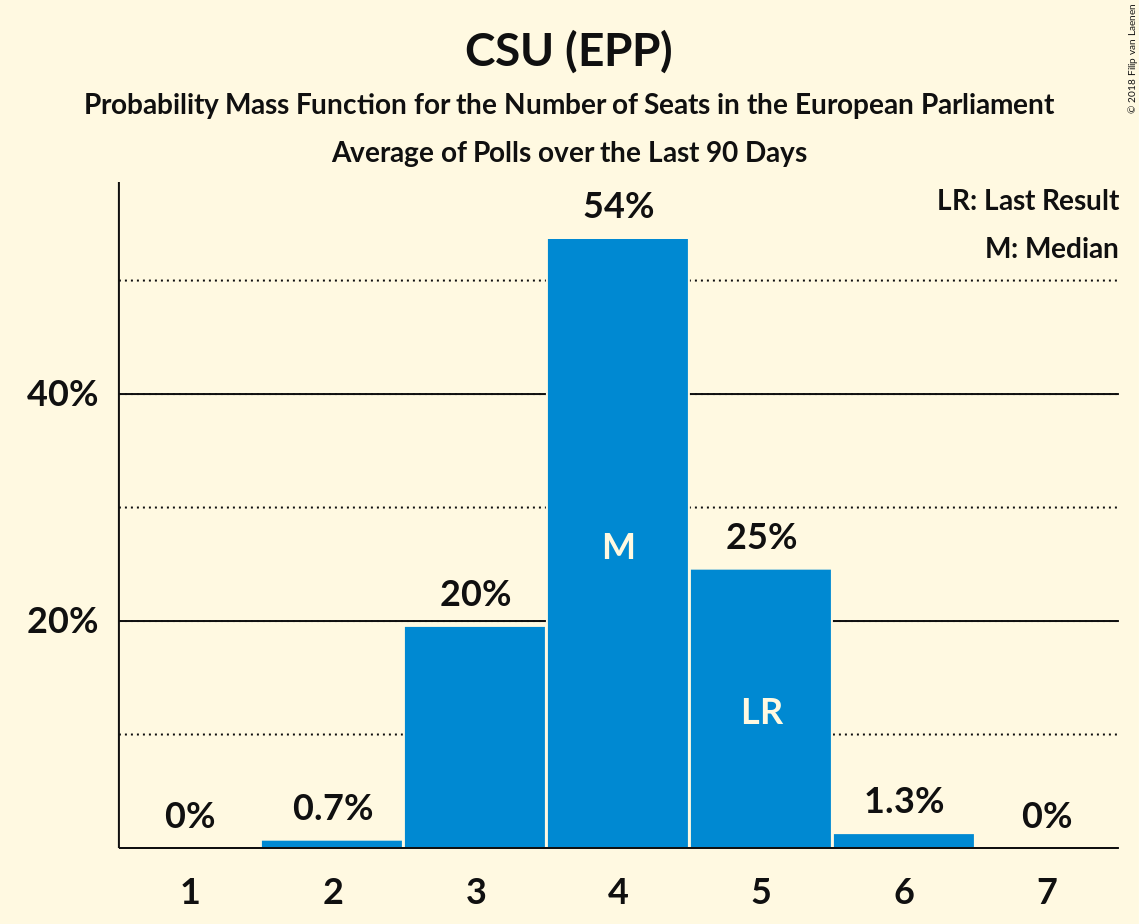 CSU (EPP)
Probability Mass Function for the Number of Seats in the European Parliament
Average of Polls over the Last 90 Days
© 2018 Filip van Laenen
LR: Last Result
M: Median
54%
40%
M
25%
20%
20%
LR
0%
0.7%
1.3%
0%
1 2 3 4 5 6 7